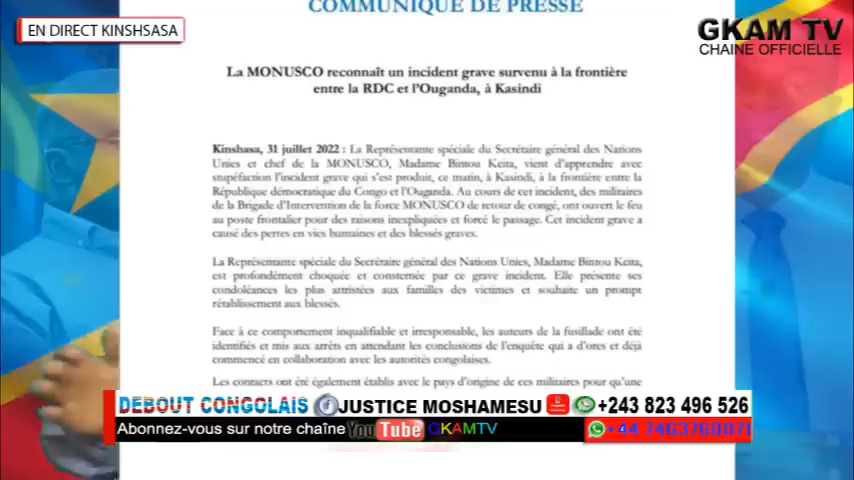 COMMUNIQUE DE PRESSE
EN DIRECT KINSHSASA
GKAM TV
CHAINE OFFICIELLE
La MONUSCO reconnaît un incident grave survenu à la frontière
entre la RDC et l'Ouganda, à Kasindi
Kinshasa, 31 juillet 2022 : La Représentante spéciale du Secrétaire général des Nations
Unies et chef de la MONUSCO, Madame Bintou Keita, vient d'apprendre avec
stupéfaction l'incident grave qui s'est produit, ce matin, à Kasindi, à la frontière entre la
République démocratique du Congo et l'Ouganda. Au cours de cet incident, des militaires
de la Brigade d'Intervention de la force MONUSCO de retour de congé, ont ouvert le feu
au poste frontalier pour des raisons inexpliquées et forcé le passage. Cet incident grave a
causé des pertes en vies humaines et des blessés graves.
La Représentante spéciale du Secrétaire général des Nations Unies, Madame Bintou Keita,
est profondément choquée et consternée par ce grave incident. Elle présente ses
condoléances les plus attristées aux familles des victimes et souhaite un prompt
rétablissement aux blessés.
Face à ce comportement inqualifiable et irresponsable, les auteurs de la fusillade ont été
identifiés et mis aux arrêts en attendant les conclusions de l'enquête qui a d'ores et déjà
commencé en collaboration avec les autorités congolaises.
Les contacts ont été également établis avec le pays d'origine de ces militaires pour qu'une
DEBOUT CONGOLAIS JUSTICE MOSHAMESU +243 823 496 526
Abonnez-vous sur notre chaîne YouTube GKAMTV +44 7463760071